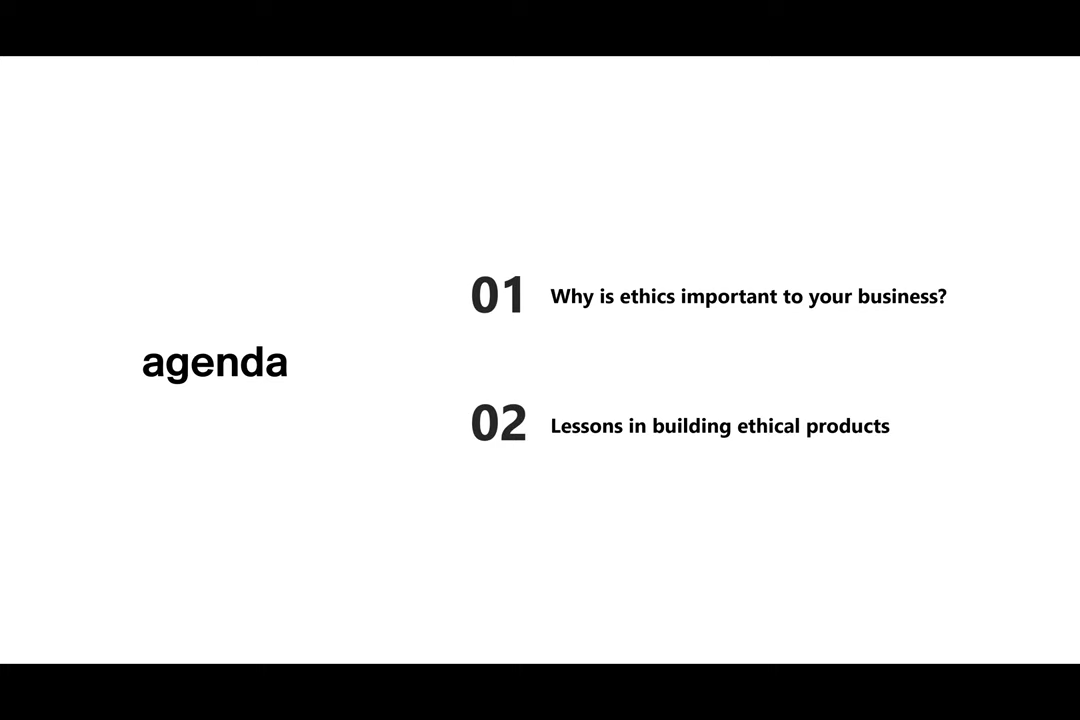 agenda
01 Why is ethics important to your business?
02 Lessons in building ethical products